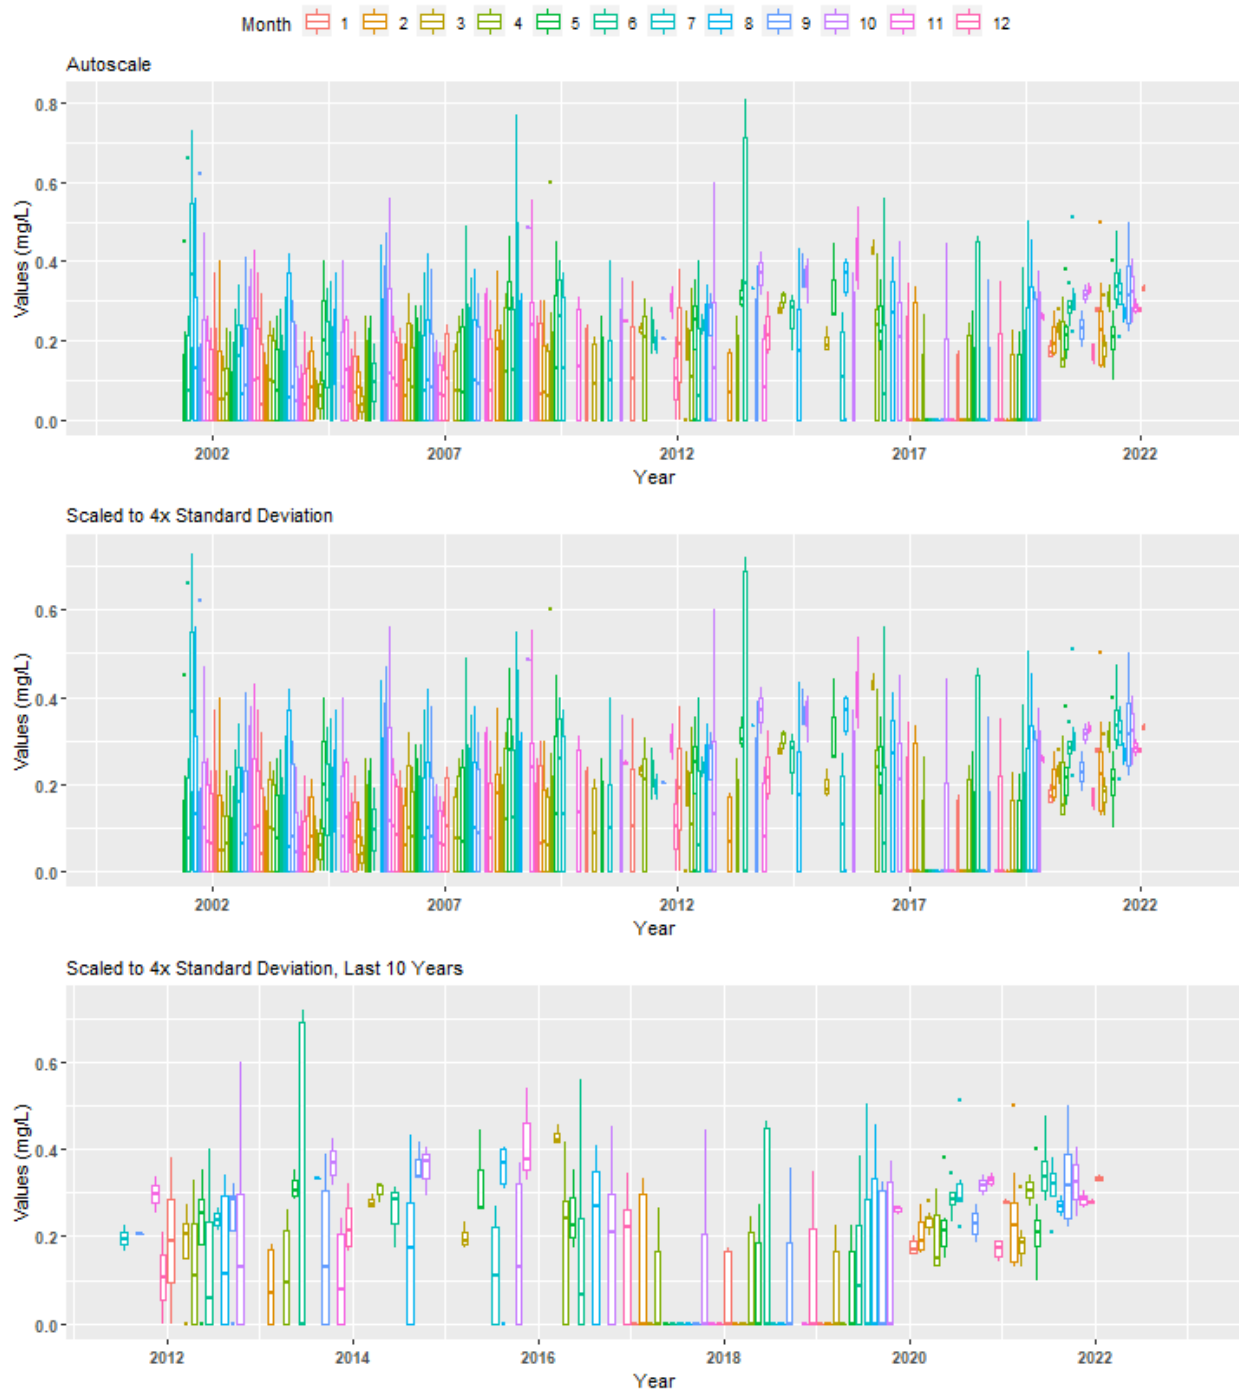 Month 1 2 3 4 5 6 7 8 9 10 11 12
Autoscale
Values (mg/L)
0.8
0.6
0.4
0.2
0.0
2002 2007 2012 2017 2022
Year
Scaled to 4x Standard Deviation
Values (mg/L)
0.6
0.4
0.2
0.0
2002 2007 2012 2017 2022
Year
Scaled to 4x Standard Deviation, Last 10 Years
Values (mg/L)
0.6
0.4
0.2
0.0
2012 2014 2016 2018 2020 2022
Year